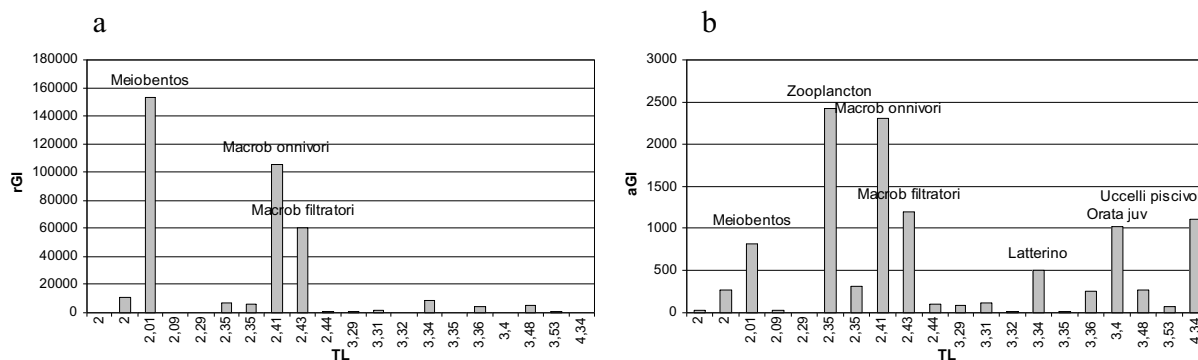 a
180000
160000
140000
120000
100000
80000
60000
40000
20000
0
rGI
Meiobentos
Macrob onnivori
Macrob filtratori
2 2 2,01 2,09 2,29 2,35 2,35 2,41 2,43 2,44 3,29 3,31 3,32 3,34 3,35 3,36 3,4 3,48 3,53 4,34
TL
b
3000
2500
2000
1500
1000
500
0
aGI
Zooplancton
Macrob onnivori
Macrob filtratori
Meiobentos
Uccelli piscivo
Orata juv
Latterino
2 2 2,01 2,09 2,29 2,35 2,35 2,41 2,43 2,44 3,29 3,31 3,32 3,34 3,35 3,36 3,4 3,48 3,53 4,34
TL